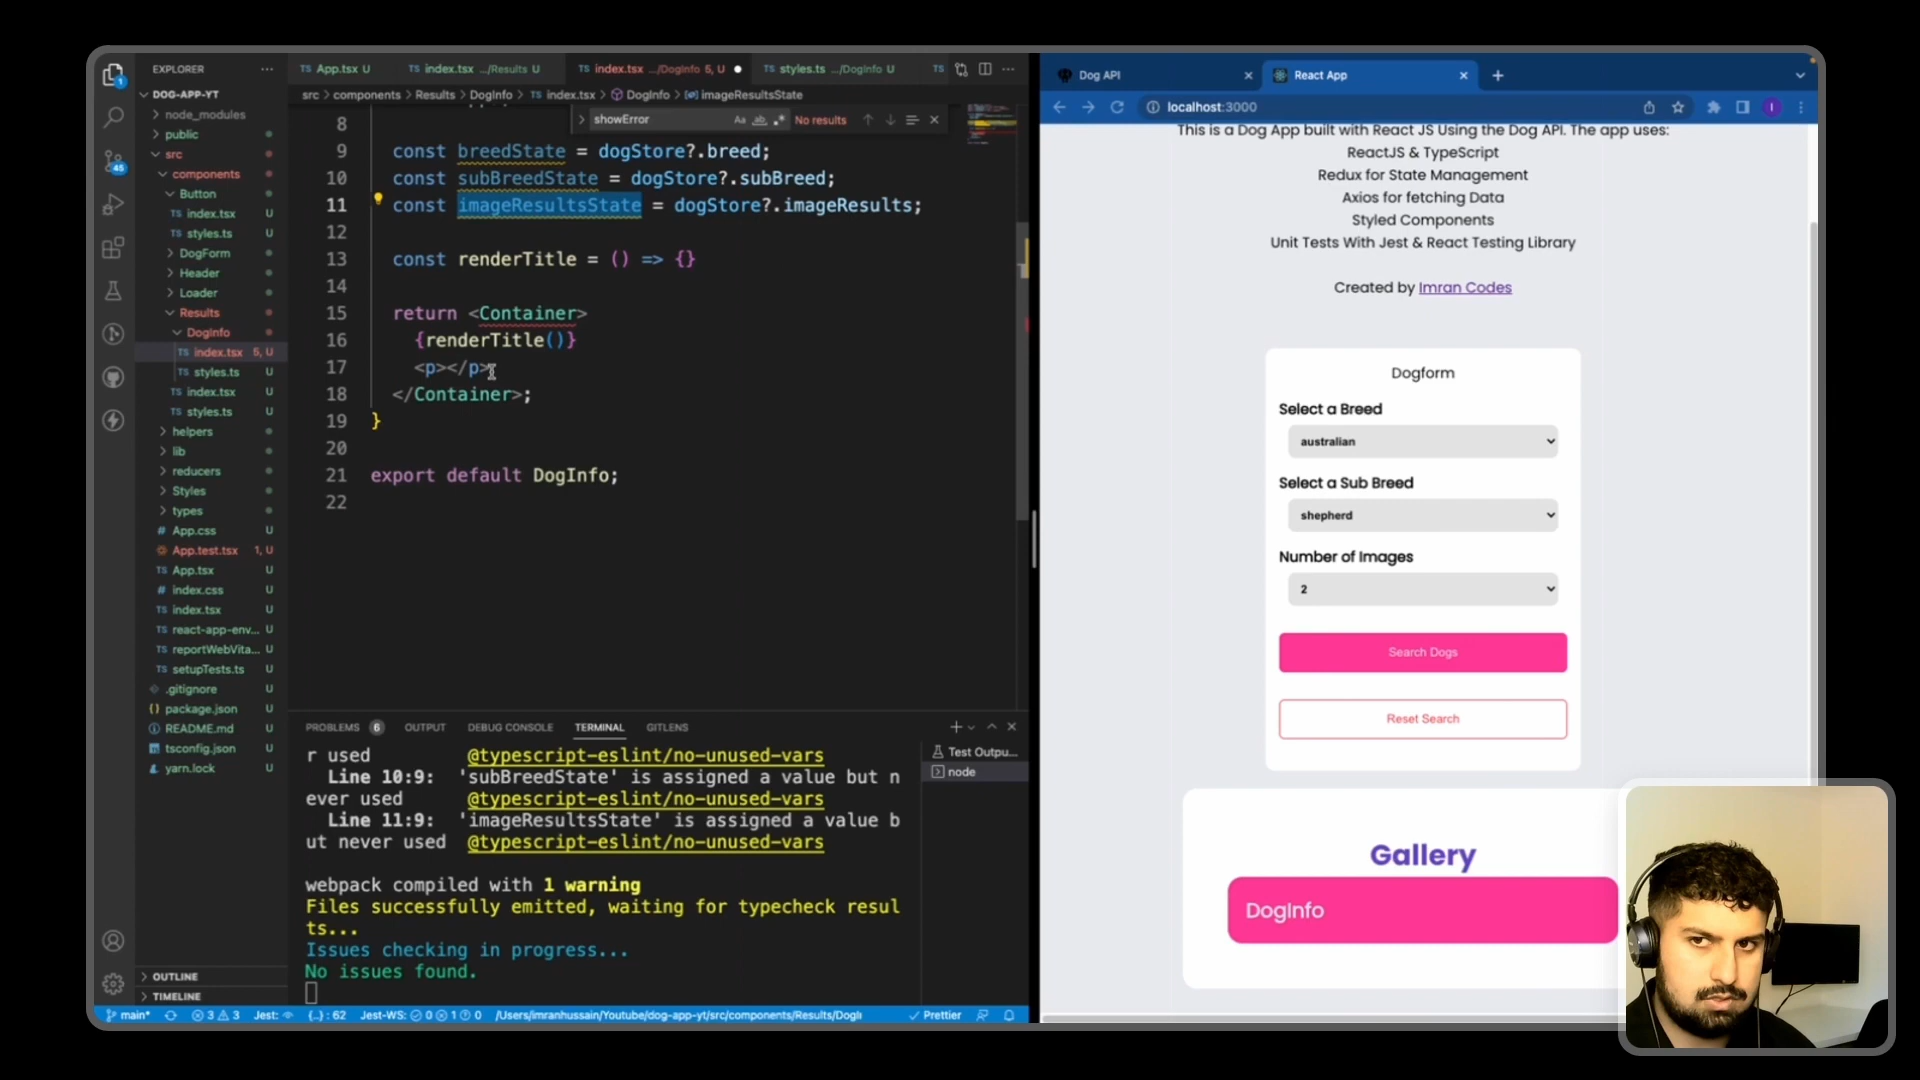 EXPLORER
DOG-APP-YT
node_modules
public
src
components
Button
index.tsx U
styles.ts U
DogForm
Header
Loader
Results
DogInfo
index.tsx 5, U
styles.ts U
index.tsx U
styles.ts U
helpers
lib
reducers
Styles
types
App.css U
App.test.tsx 1, U
App.tsx U
index.css U
index.tsx U
react-app-env... U
reportWebVita... U
setupTests.ts U
.gitignore U
package.json U
README.md U
tsconfig.json U
yarn.lock U
OUTLINE
TIMELINE
App.tsx U
index.tsx .../Results U
index.tsx .../DogInfo 5, U
styles.ts .../DogInfo U
src > components > Results > DogInfo > index.tsx > DogInfo > imageResultsState
showError
No results
8
9 const breedState = dogStore?.breed;
10 const subBreedState = dogStore?.subBreed;
11 const imageResultsState = dogStore?.imageResults;
12
13 const renderTitle = () => {}
14
15 return <Container>
16 {renderTitle()}
17 <p></p>
18 </Container>;
19 }
20
21 export default DogInfo;
22
PROBLEMS 6 OUTPUT DEBUG CONSOLE TERMINAL GITLENS
r used @typescript-eslint/no-unused-vars
Line 10:9: 'subBreedState' is assigned a value but n
ever used @typescript-eslint/no-unused-vars
Line 11:9: 'imageResultsState' is assigned a value b
ut never used @typescript-eslint/no-unused-vars
webpack compiled with 1 warning
Files successfully emitted, waiting for typecheck resul
ts...
Issues checking in progress...
No issues found.
Test Outpu...
node
main* 3 3 Jest: {..} : 62 Jest-WS: 0 1 0 /Users/imranhussain/Youtube/dog-app-yt/src/components/Results/DogI Prettier
Dog API
React App
localhost:3000
This is a Dog App built with React JS Using the Dog API. The app uses:
ReactJS & TypeScript
Redux for State Management
Axios for fetching Data
Styled Components
Unit Tests With Jest & React Testing Library
Created by Imran Codes
Dogform
Select a Breed
australian
Select a Sub Breed
shepherd
Number of Images
2
Search Dogs
Reset Search
Gallery
DogInfo